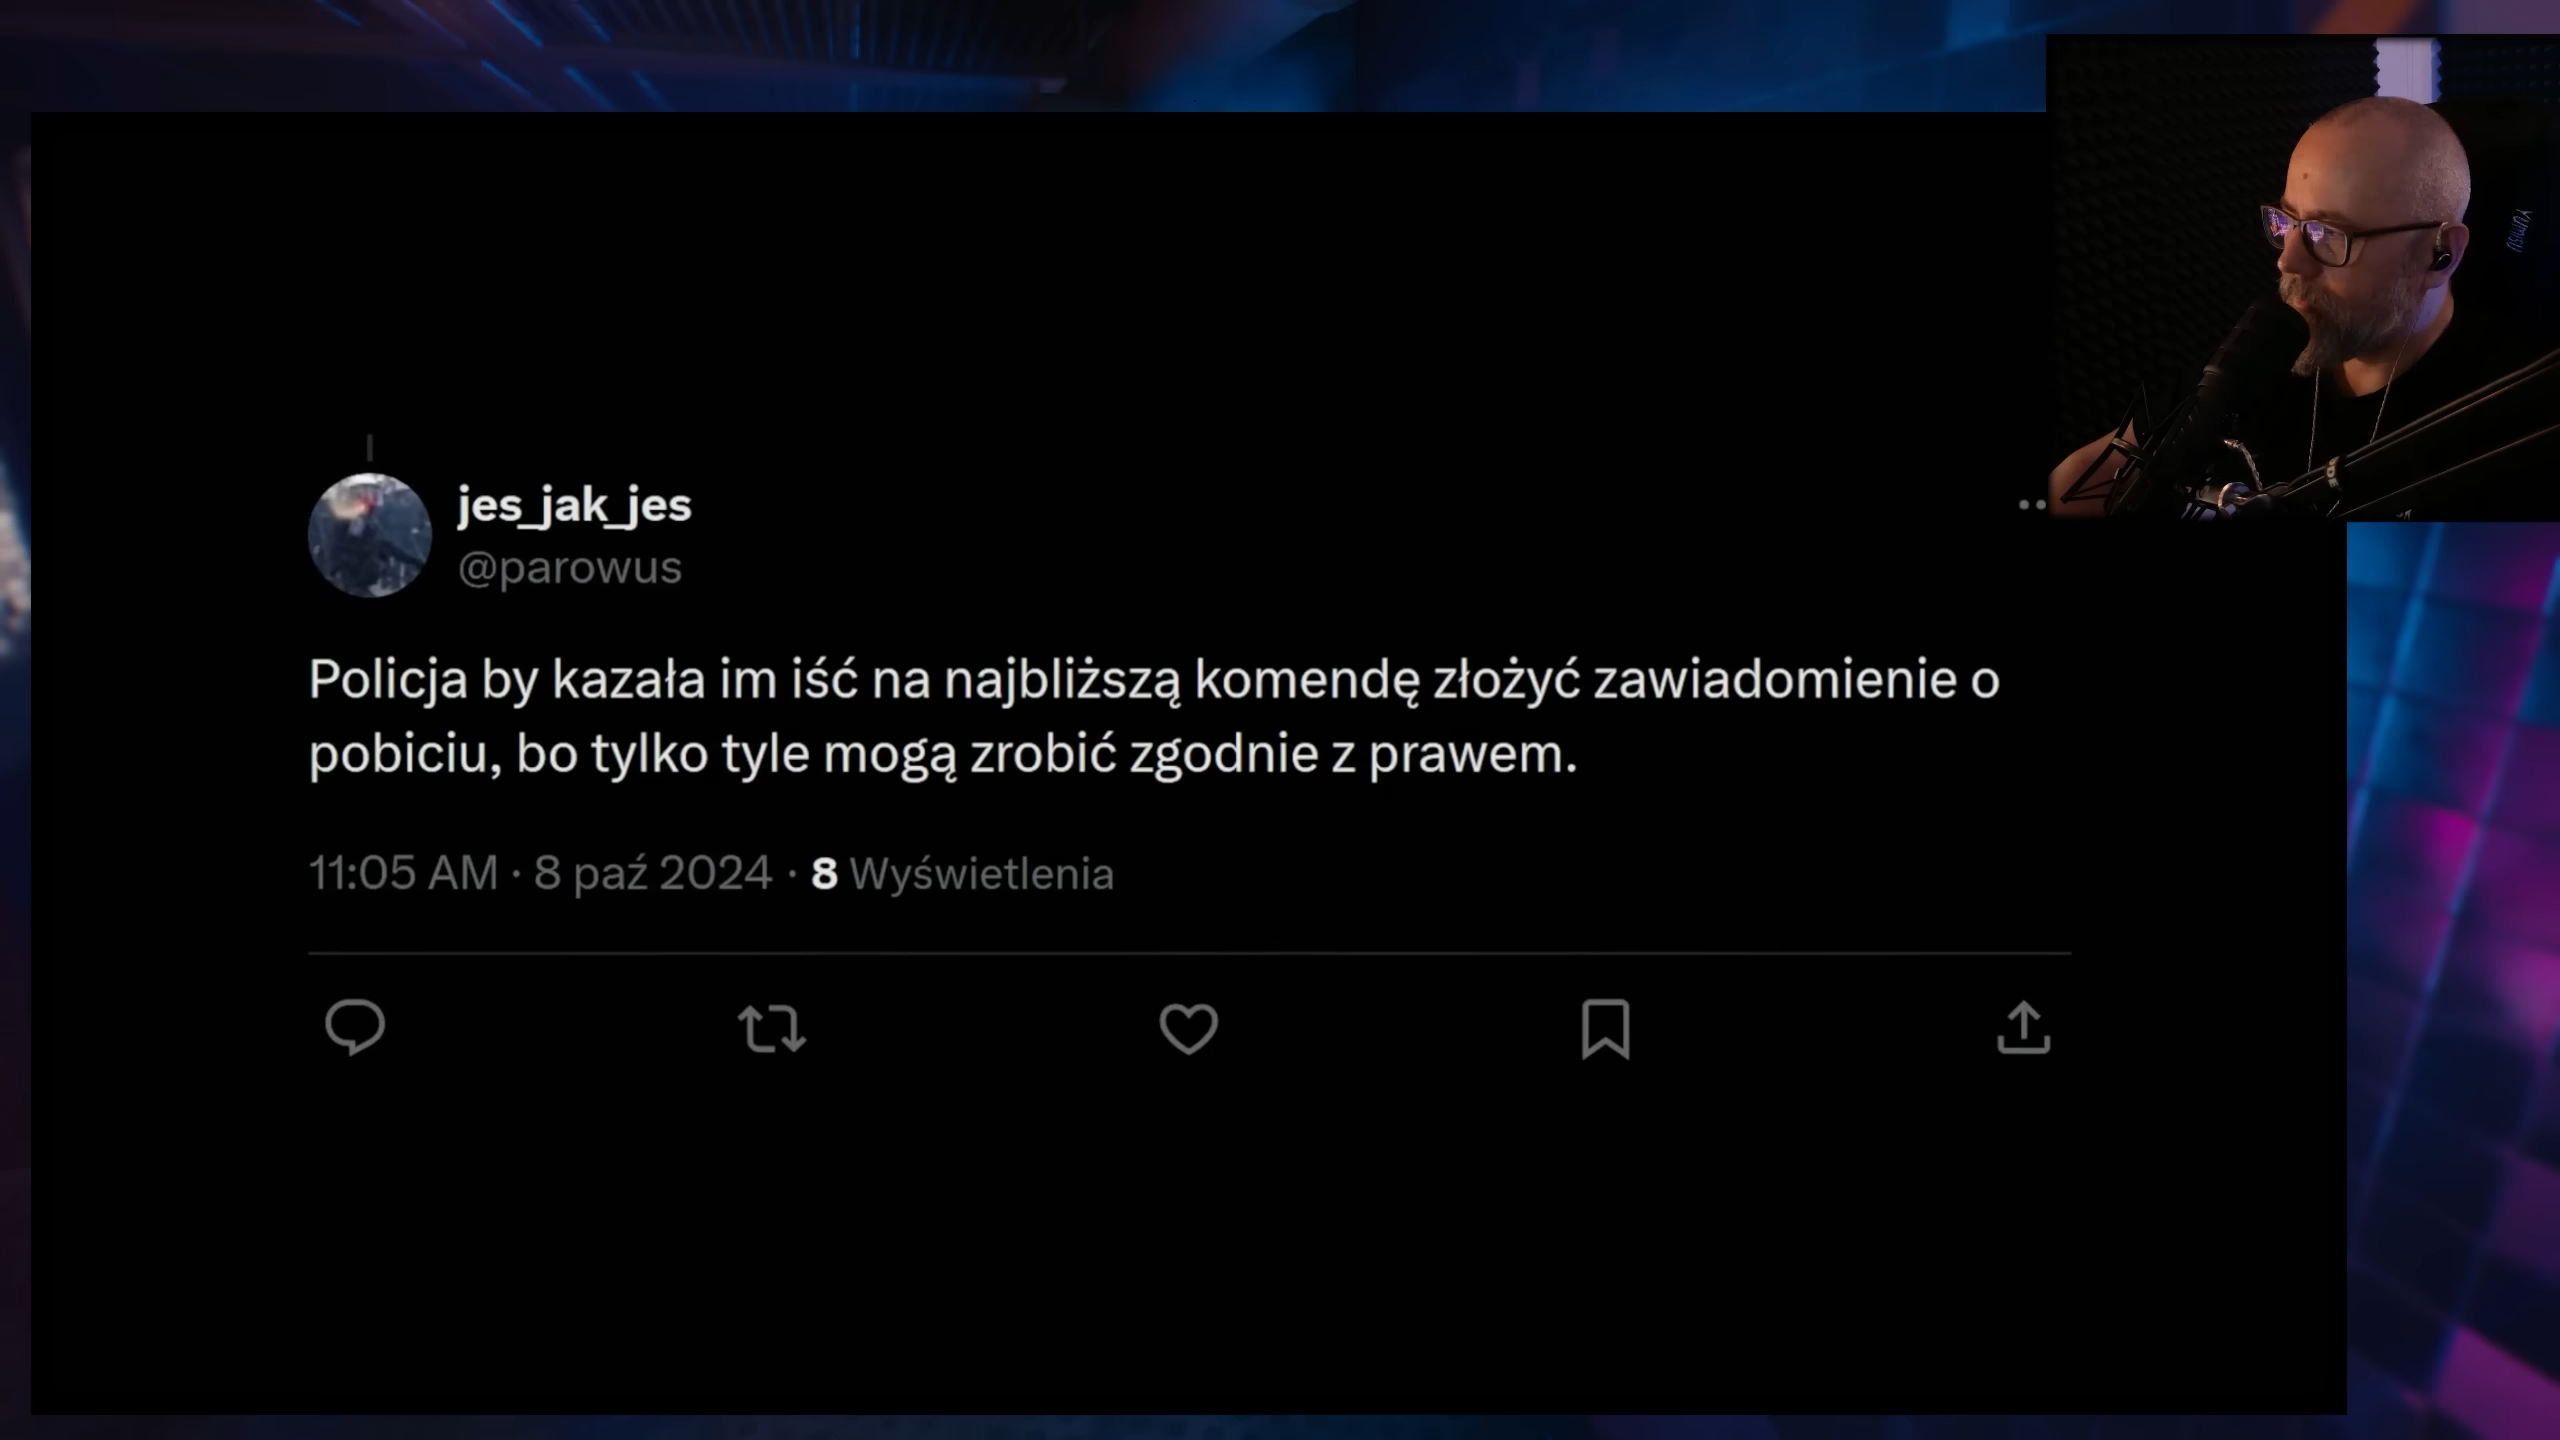 jes_jak_jes
@parowus
Policja by kazała im iść na najbliższą komendę złożyć zawiadomienie o
pobiciu, bo tylko tyle mogą zrobić zgodnie z prawem.
11:05 AM · 8 paź 2024 · 8 Wyświetlenia